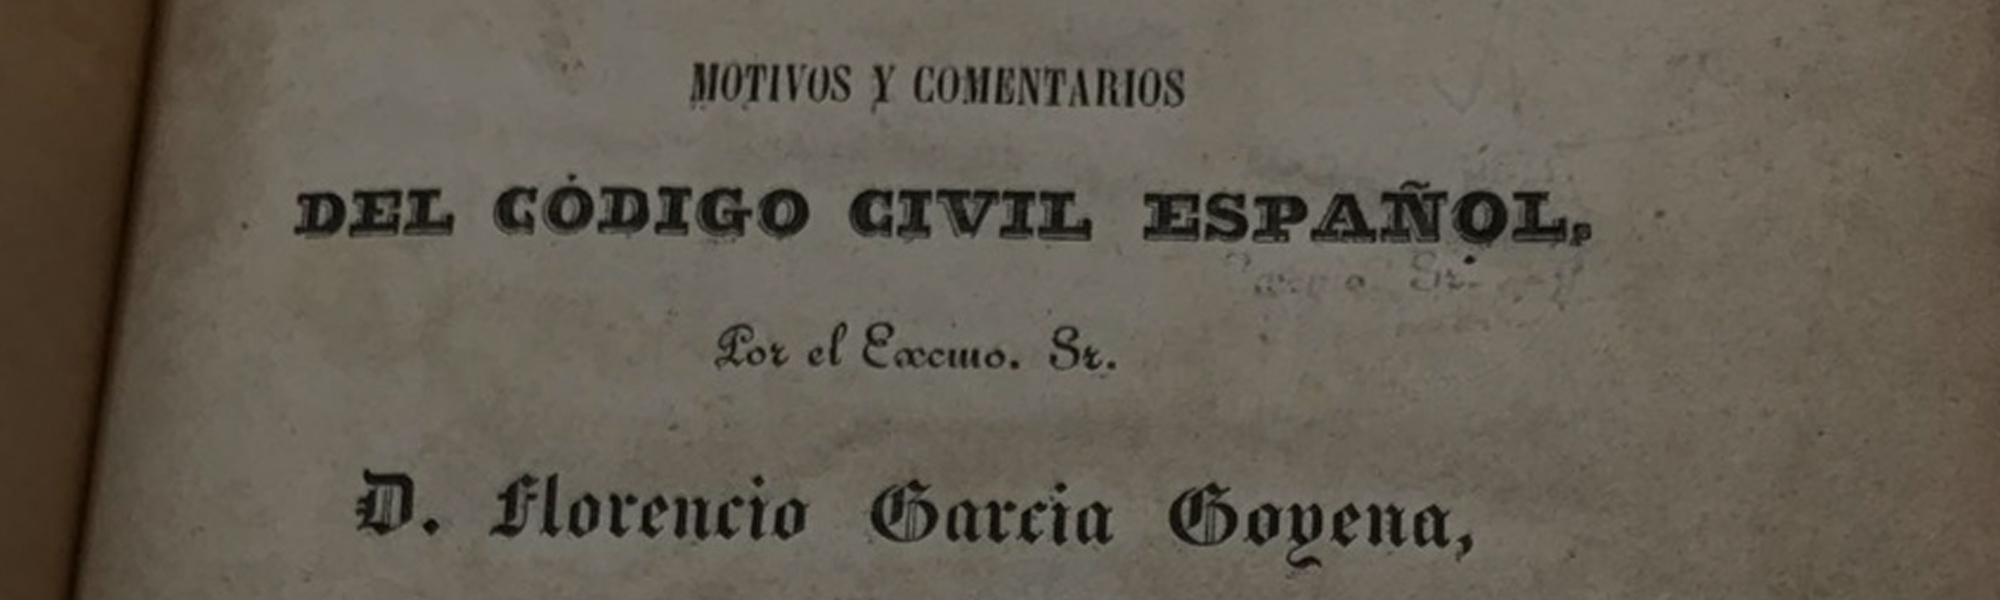 MOTIVOS Y COMENTARIOS
DEL CÓDIGO CIVIL ESPAÑOL,
Por el Excmo. Sr.
D. Florencio Garcia Goyena,